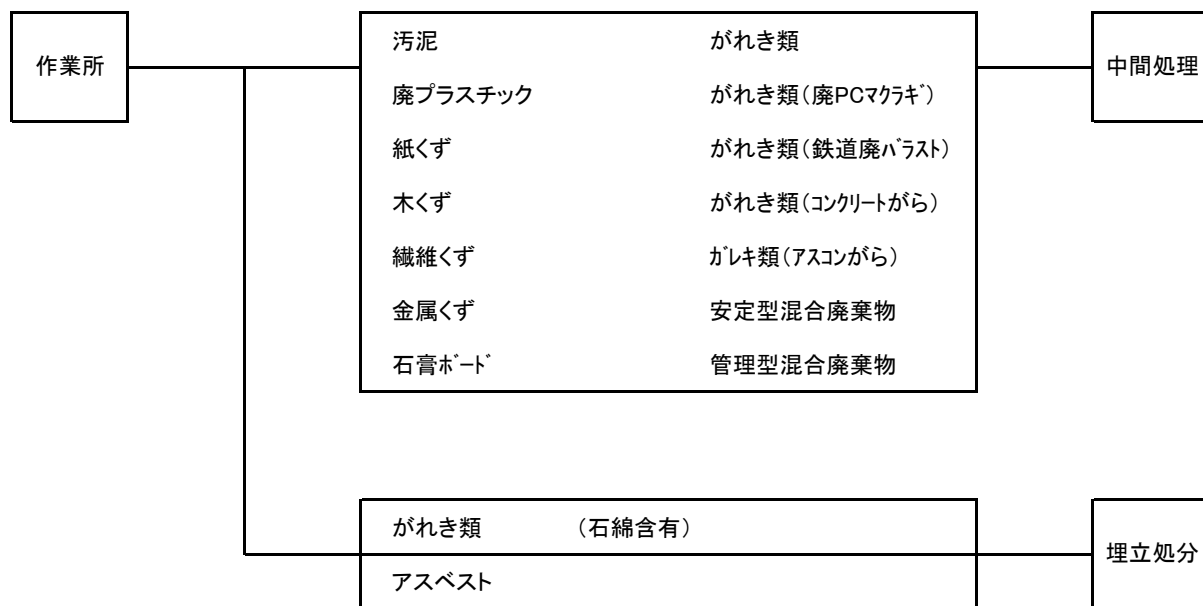 作業所
汚泥 がれき類
廃プラスチック がれき類(廃PCマクラギ)
紙くず がれき類(鉄道廃バラスト)
木くず がれき類(コンクリートがら)
繊維くず ガレキ類(アスコンがら)
金属くず 安定型混合廃棄物
石膏ボード 管理型混合廃棄物
中間処理
がれき類 (石綿含有)
アスベスト
埋立処分